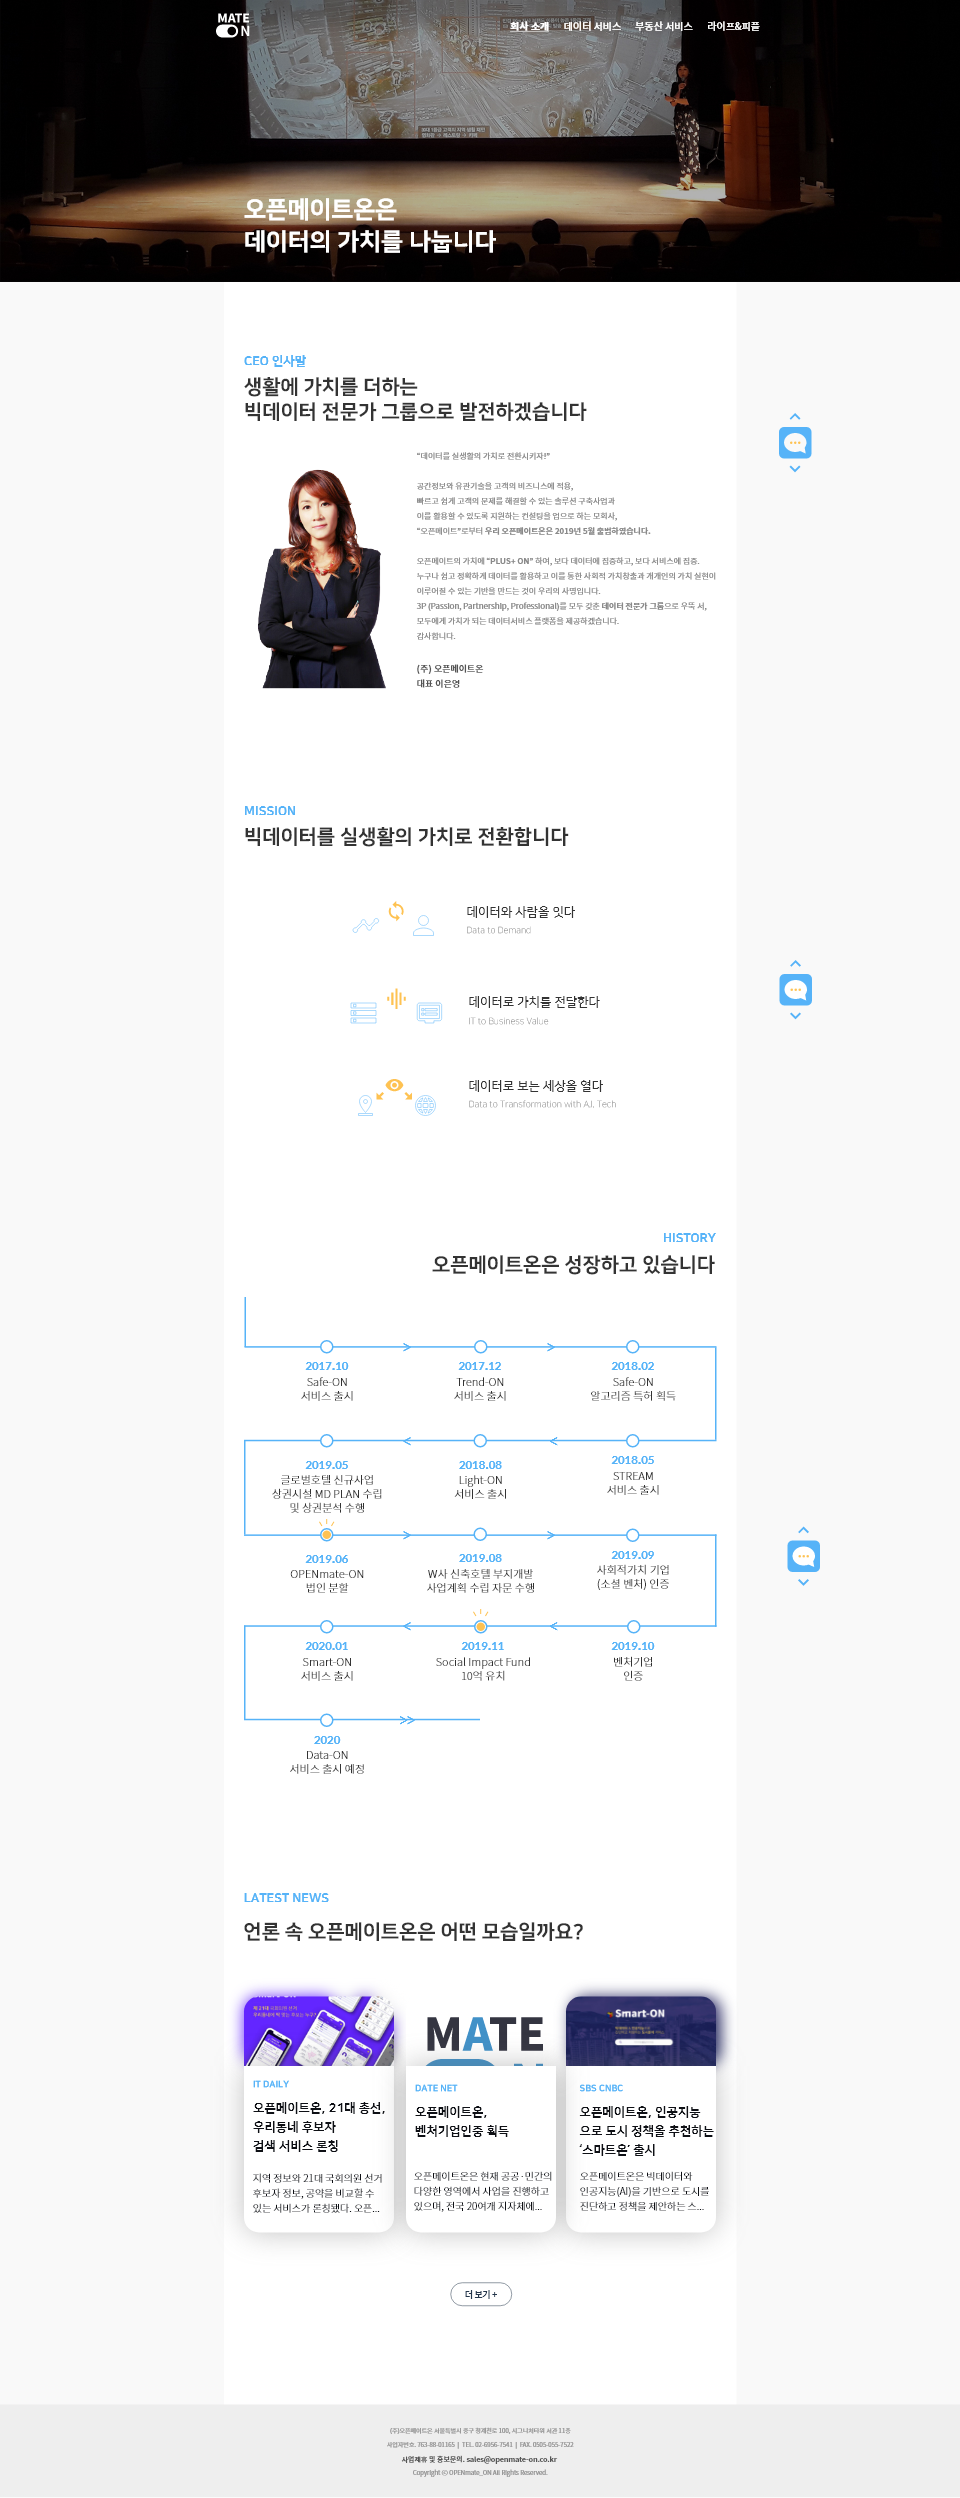 MATE
ON
회사 소개
데이터 서비스
부동산 서비스
라이프&피플
오픈메이트온은
데이터의 가치를 나눕니다
CEO 인사말
생활에 가치를 더하는
빅데이터 전문가 그룹으로 발전하겠습니다
"데이터를 실생활의 가치로 전환시키자!"
공간정보와 유관기술을 고객의 비즈니스에 적용,
빠르고 쉽게 고객의 문제를 해결할 수 있는 솔루션 구축사업과
이를 활용할 수 있도록 지원하는 컨설팅을 업으로 하는 모회사,
"오픈메이트"로부터 우리 오픈메이트온은 2019년 5월 출범하였습니다.
오픈메이트의 가치에 "PLUS+ ON" 하여, 보다 데이터에 집중하고, 보다 서비스에 집중.
누구나 쉽고 정확하게 데이터를 활용하고 이를 통한 사회적 가치창출과 개개인의 가치 실현이
이루어질 수 있는 기반을 만드는 것이 우리의 사명입니다.
3P (Passion, Partnership, Professional)를 모두 갖춘 데이터 전문가 그룹으로 우뚝 서,
모두에게 가치가 되는 데이터서비스 플랫폼을 제공하겠습니다.
감사합니다.
(주) 오픈메이트온
대표 이은영
MISSION
빅데이터를 실생활의 가치로 전환합니다
데이터와 사람을 잇다
Data to Demand
데이터로 가치를 전달한다
IT to Business Value
데이터로 보는 세상을 열다
Data to Transformation with A.I. Tech
HISTORY
오픈메이트온은 성장하고 있습니다
2017.10
Safe-ON
서비스 출시
2017.12
Trend-ON
서비스 출시
2018.02
Safe-ON
알고리즘 특허 획득
2019.05
글로벌호텔 신규사업
상권시설 MD PLAN 수립
및 상권분석 수행
2018.08
Light-ON
서비스 출시
2018.05
STREAM
서비스 출시
2019.06
OPENmate-ON
법인 분할
2019.08
W사 신축호텔 부지개발
사업계획 수립 자문 수행
2019.09
사회적가치 기업
(소셜 벤처) 인증
2020.01
Smart-ON
서비스 출시
2019.11
Social Impact Fund
10억 유치
2019.10
벤처기업
인증
2020
Data-ON
서비스 출시 예정
LATEST NEWS
언론 속 오픈메이트온은 어떤 모습일까요?
제 21대 국회의원 선거
IT DAILY
오픈메이트온, 21대 총선,
우리동네 후보자
검색 서비스 론칭
지역 정보와 21대 국회의원 선거
후보자 정보, 공약을 비교할 수
있는 서비스가 론칭됐다. 오픈...
MATE
DATE NET
오픈메이트온,
벤처기업인증 획득
오픈메이트온은 현재 공공·민간의
다양한 영역에서 사업을 진행하고
있으며, 전국 20여개 지자체에...
Smart-ON
SBS CNBC
오픈메이트온, 인공지능
으로 도시 정책을 추천하는
'스마트온' 출시
오픈메이트온은 빅데이터와
인공지능(AI)을 기반으로 도시를
진단하고 정책을 제안하는 스...
더 보기 +
(주)오픈메이트온 서울특별시 중구 청계천로 100, 시그니쳐타워 서관 11층
사업자번호. 763-88-01165 | TEL. 02-6956-7541 | FAX. 0505-055-7522
사업제휴 및 홍보문의. sales@openmate-on.co.kr
Copyright ⓒ OPENmate_ON All Rights Reserved.